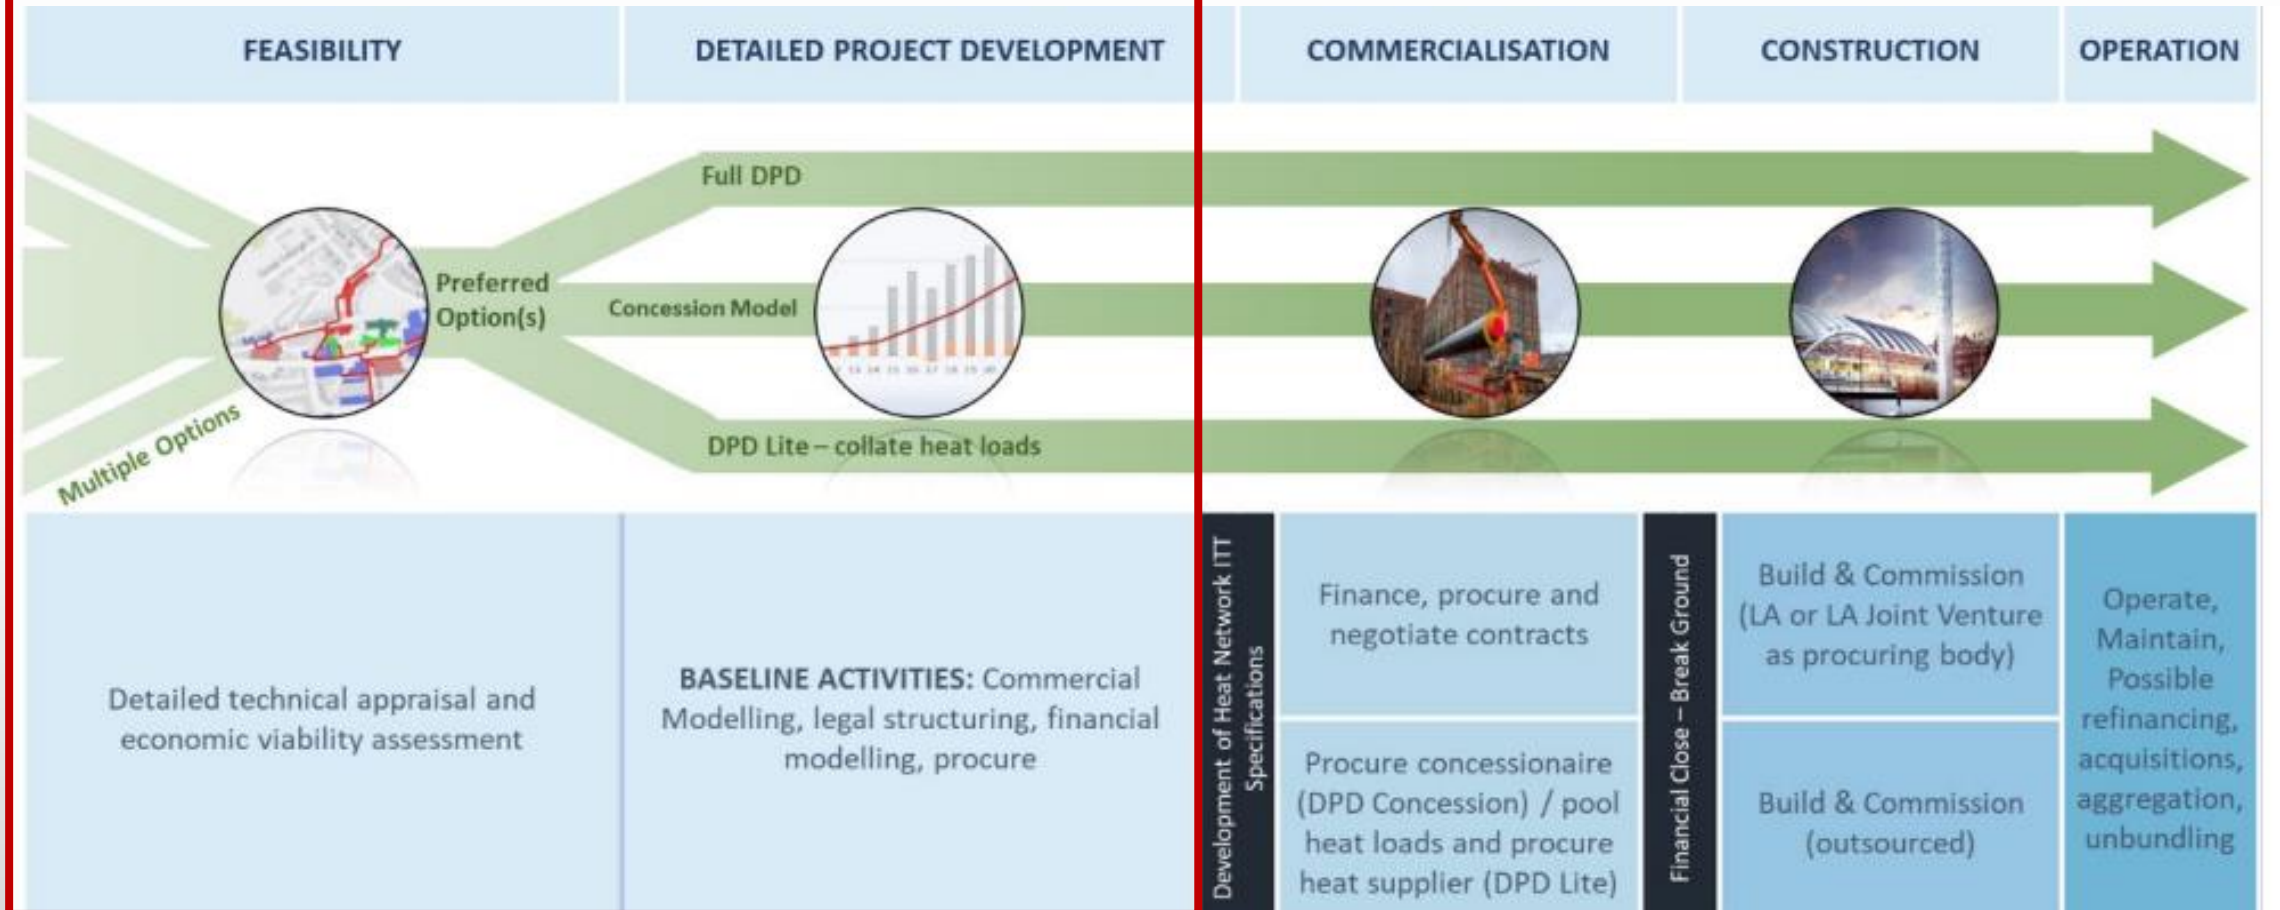 FEASIBILITY
DETAILED PROJECT DEVELOPMENT
COMMERCIALISATION
CONSTRUCTION
OPERATION
Full DPD
Preferred
Option(s)
Concession Model
DPD Lite – collate heat loads
Multiple Options
Detailed technical appraisal and
economic viability assessment
BASELINE ACTIVITIES: Commercial
Modelling, legal structuring, financial
modelling, procure
Development of Heat Network ITT
Specifications
Finance, procure and
negotiate contracts
Procure concessionaire
(DPD Concession) / pool
heat loads and procure
heat supplier (DPD Lite)
Financial Close – Break Ground
Build & Commission
(LA or LA Joint Venture
as procuring body)
Build & Commission
(outsourced)
Operate,
Maintain,
Possible
refinancing,
acquisitions,
aggregation,
unbundling